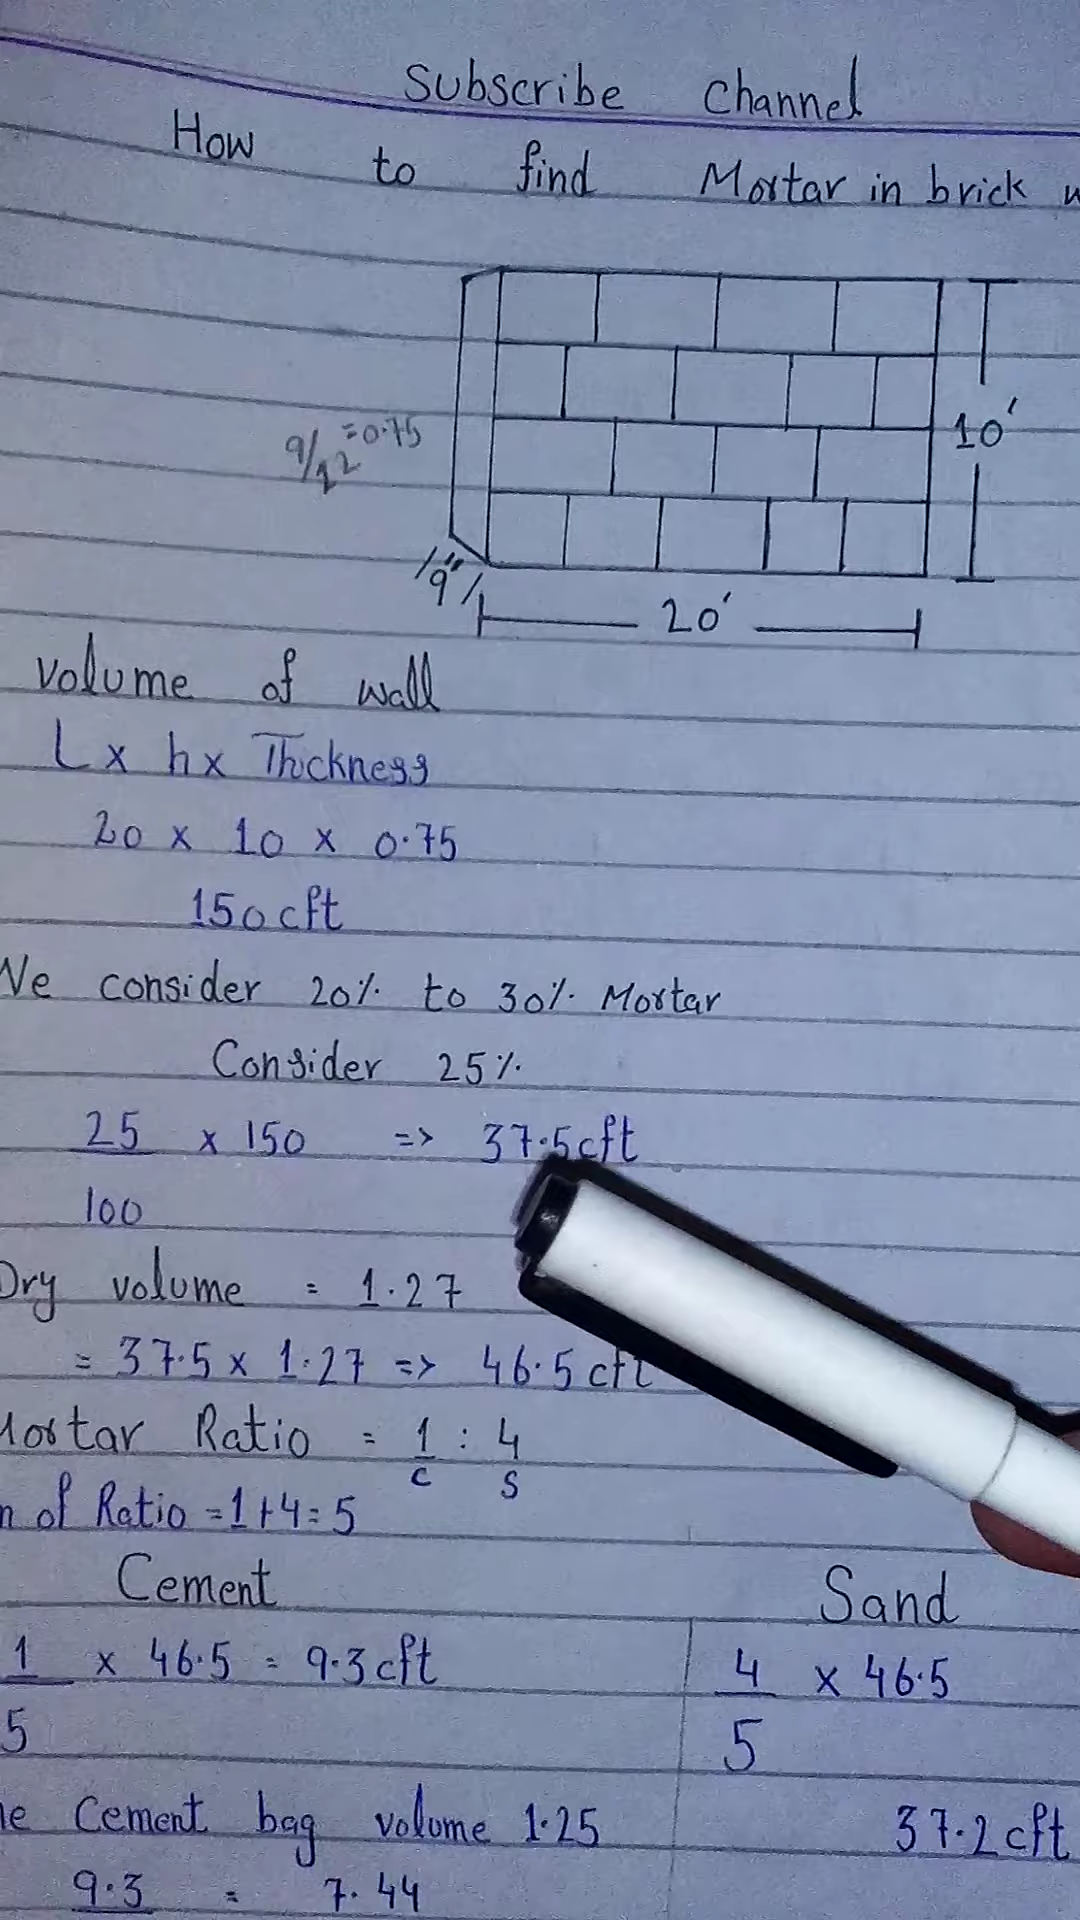 Subscribe Channel
How to find Mortar in brick
9/12=0.75
10'
/9"/
20'
volume of wall
L x h x Thickness
20 x 10 x 0.75
150 cft
We consider 20% to 30% Mortar
Consider 25%
25 x 150 => 37.5 cft
100
Dry volume = 1.27
= 37.5 x 1.27 => 46.5 cft
Mortar Ratio = 1 : 4
C S
of Ratio = 1+4=5
Cement Sand
1 x 46.5 = 9.3 cft 4 x 46.5
5 5
Cement bag volume 1.25 37.2 cft
9.3 = 7.44